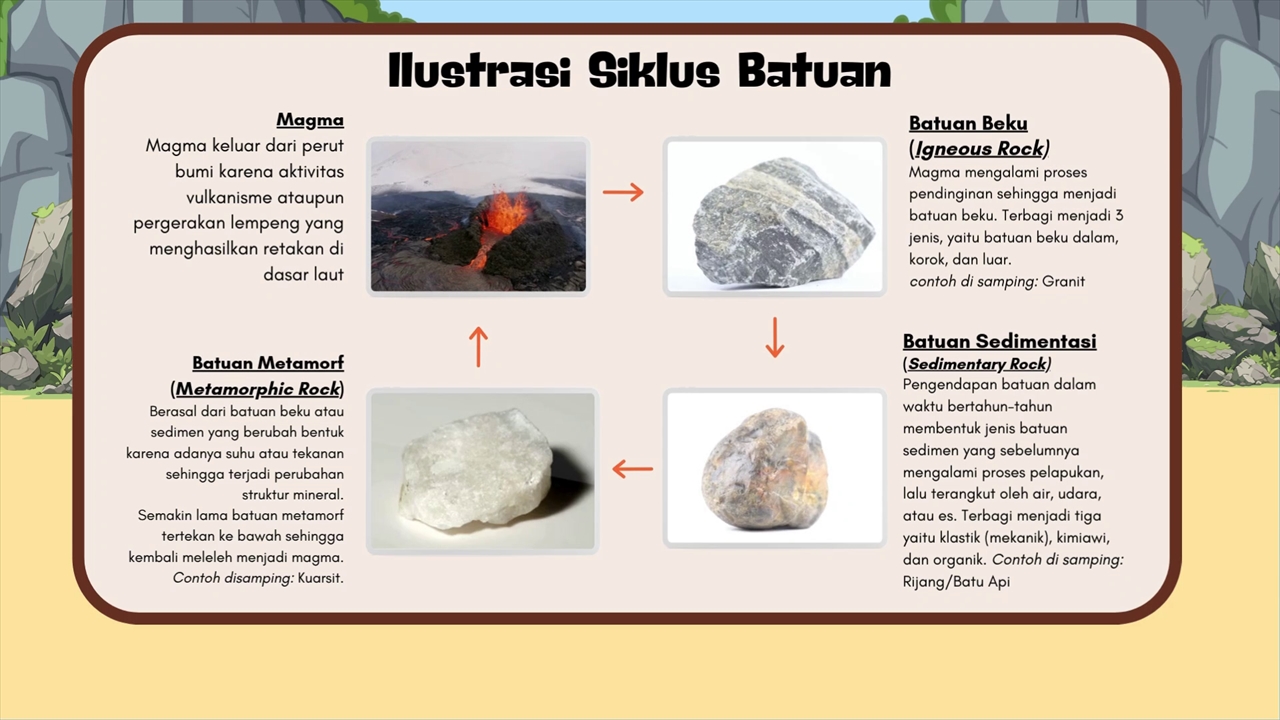 Ilustrasi Siklus Batuan
Magma
Magma keluar dari perut
bumi karena aktivitas
vulkanisme ataupun
pergerakan lempeng yang
menghasilkan retakan di
dasar laut
Batuan Beku
(Igneous Rock)
Magma mengalami proses
pendinginan sehingga menjadi
batuan beku. Terbagi menjadi 3
jenis, yaitu batuan beku dalam,
korok, dan luar.
contoh di samping: Granit
Batuan Sedimentasi
(Sedimentary Rock)
Pengendapan batuan dalam
waktu bertahun-tahun
membentuk jenis batuan
sedimen yang sebelumnya
mengalami proses pelapukan,
lalu terangkut oleh air, udara,
atau es. Terbagi menjadi tiga
yaitu klastik (mekanik), kimiawi,
dan organik. Contoh di samping:
Rijang/Batu Api
Batuan Metamorf
(Metamorphic Rock)
Berasal dari batuan beku atau
sedimen yang berubah bentuk
karena adanya suhu atau tekanan
sehingga terjadi perubahan
struktur mineral.
Semakin lama batuan metamorf
tertekan ke bawah sehingga
kembali meleleh menjadi magma.
Contoh disamping: Kuarsit.